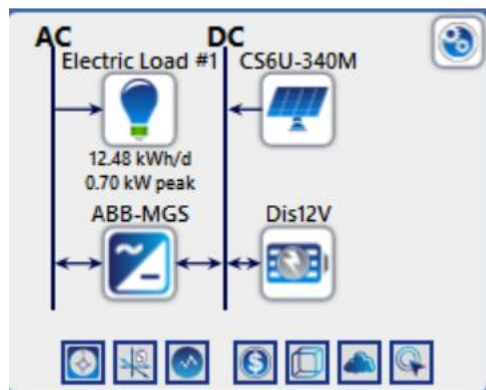 AC
DC
Electric Load #1
CS6U-340M
12.48 kWh/d
0.70 kW peak
ABB-MGS
Dis12V